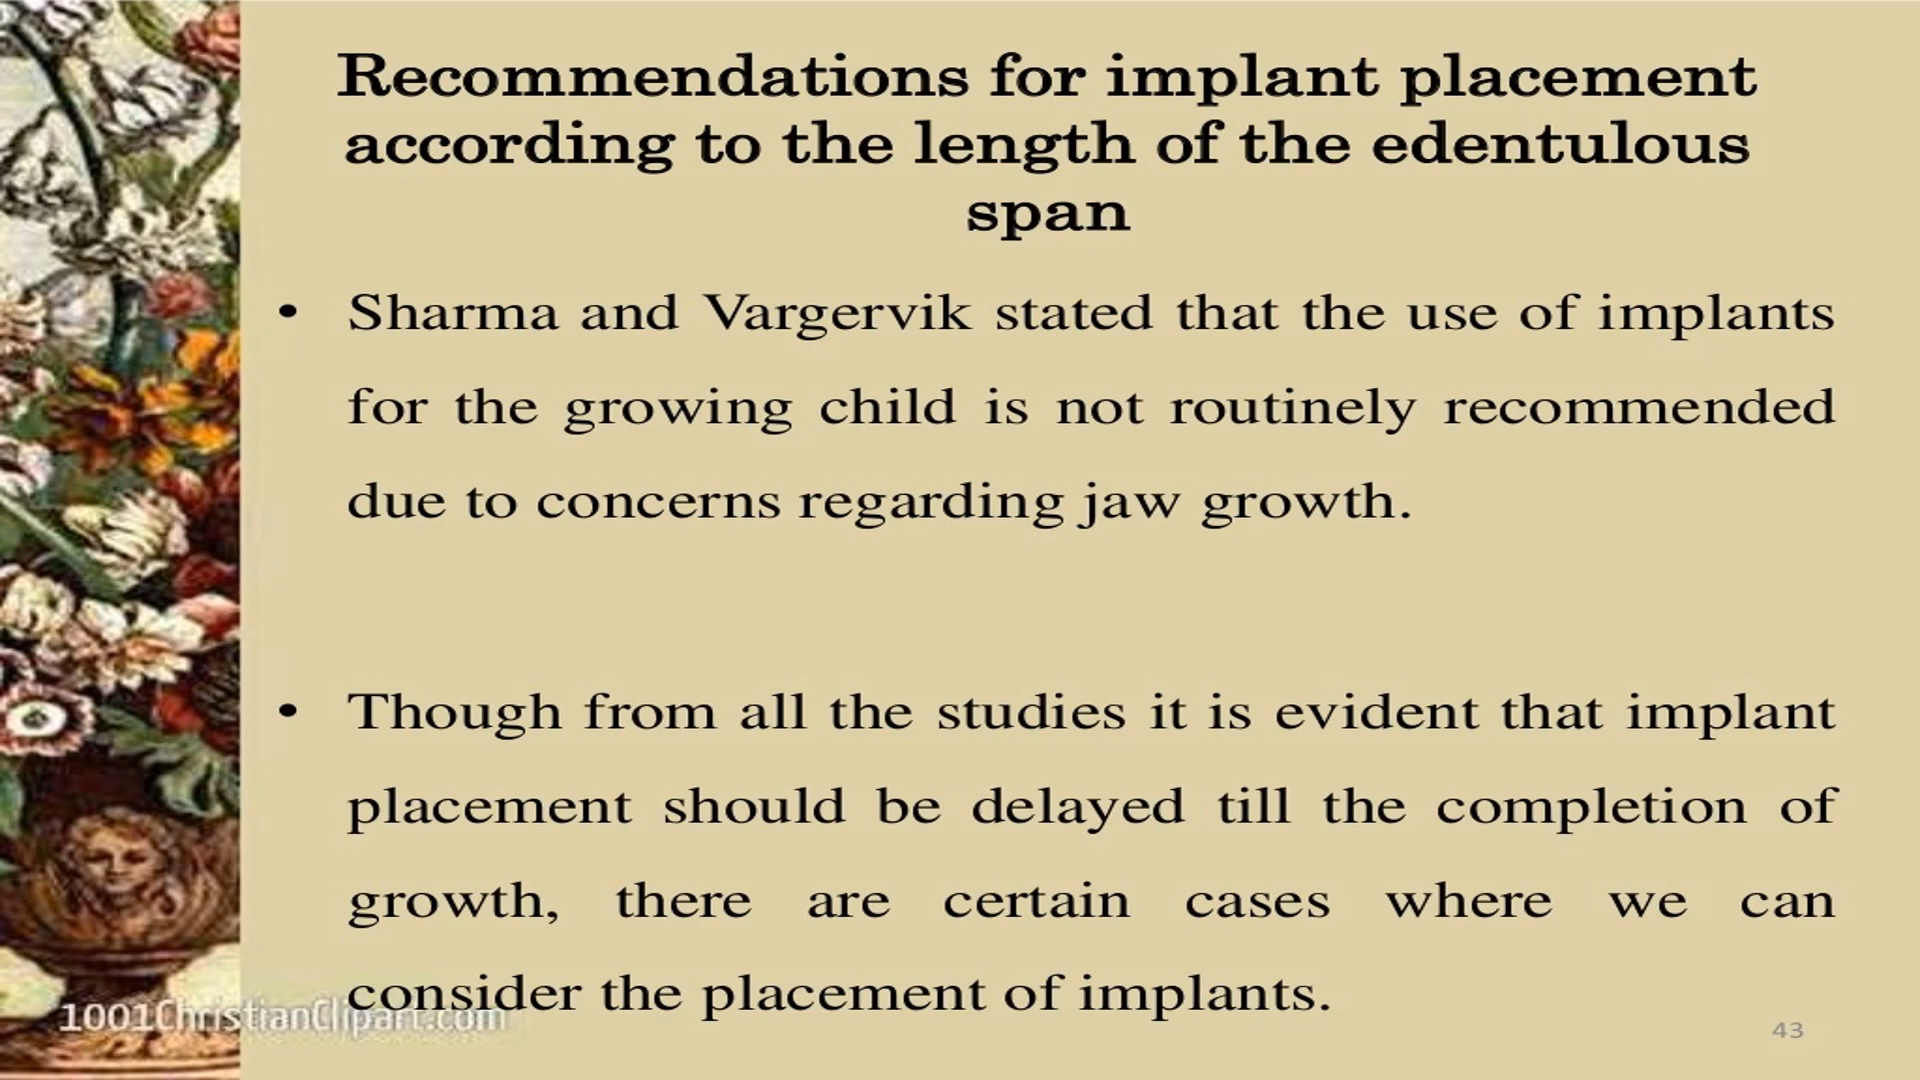 Recommendations for implant placement
according to the length of the edentulous
span
• Sharma and Vargervik stated that the use of implants
for the growing child is not routinely recommended
due to concerns regarding jaw growth.
• Though from all the studies it is evident that implant
placement should be delayed till the completion of
growth, there are certain cases where we can
consider the placement of implants.
1001ChristianClipart.com
43